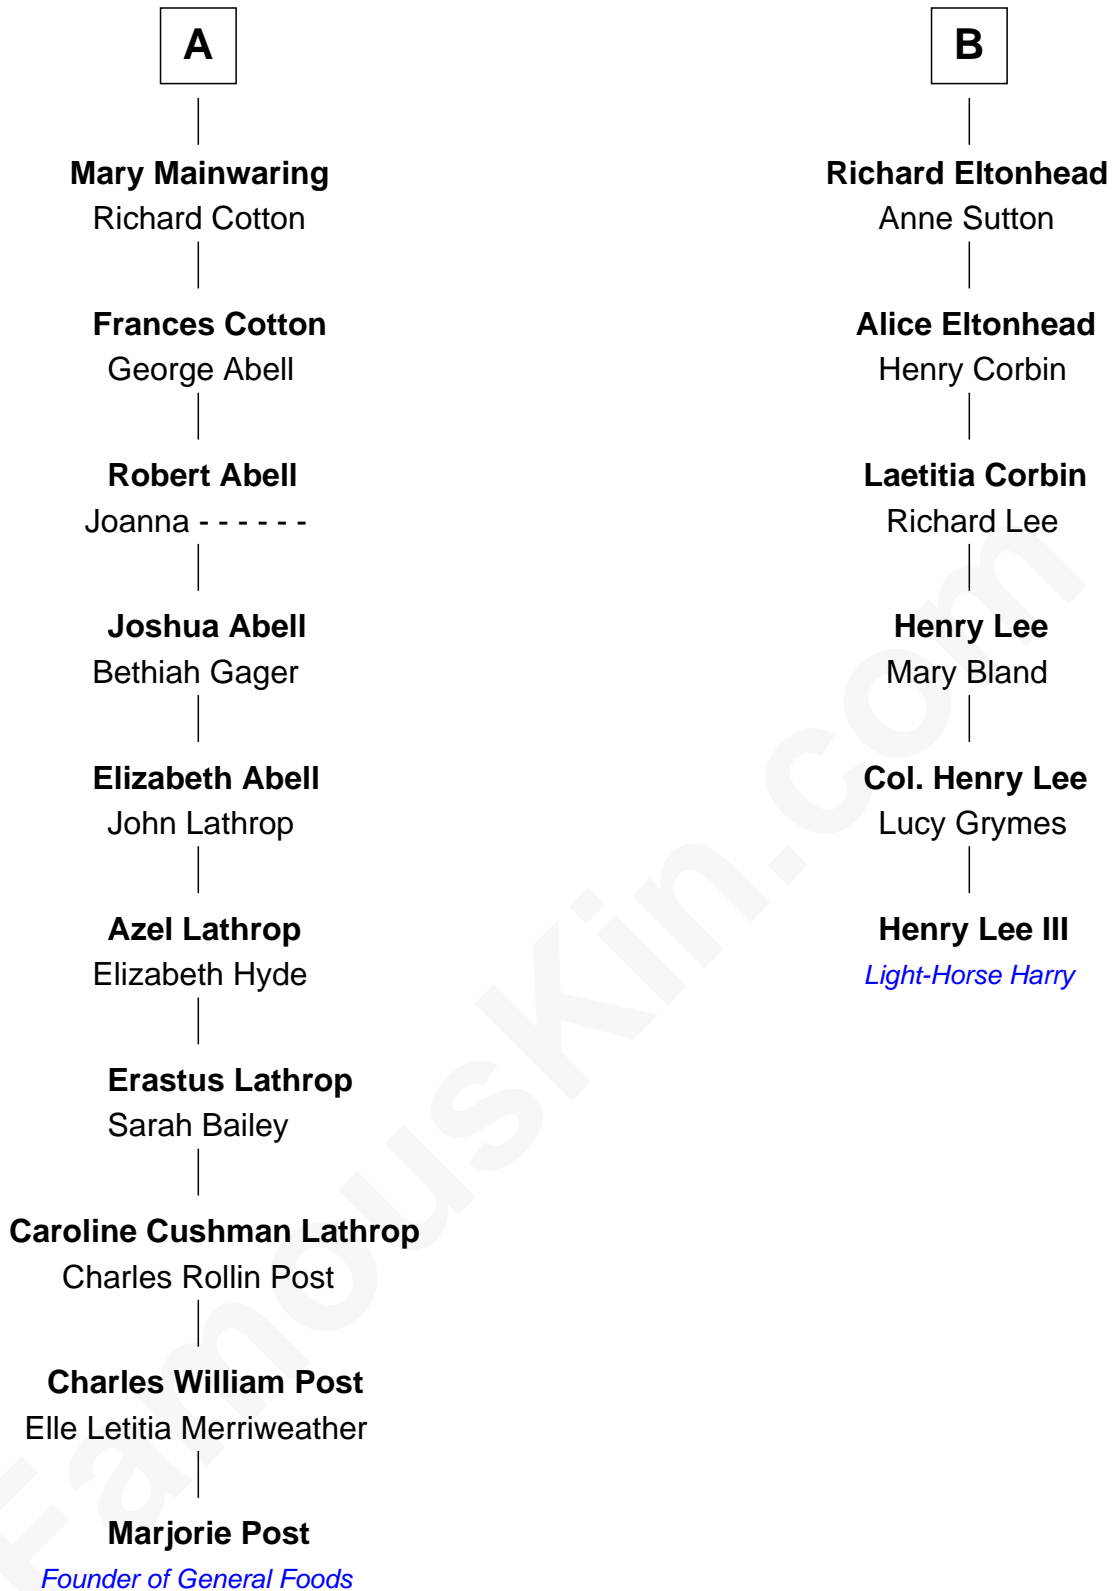 A
Mary Mainwaring
Richard Cotton
Frances Cotton
George Abell
Robert Abell
Joanna - - - - - -
Joshua Abell
Bethiah Gager
Elizabeth Abell
John Lathrop
Azel Lathrop
Elizabeth Hyde
Erastus Lathrop
Sarah Bailey
Caroline Cushman Lathrop
Charles Rollin Post
Charles William Post
Elle Letitia Merriweather
Marjorie Post
Founder of General Foods
B
Richard Eltonhead
Anne Sutton
Alice Eltonhead
Henry Corbin
Laetitia Corbin
Richard Lee
Henry Lee
Mary Bland
Col. Henry Lee
Lucy Grymes
Henry Lee III
Light-Horse Harry
FamousKin.com